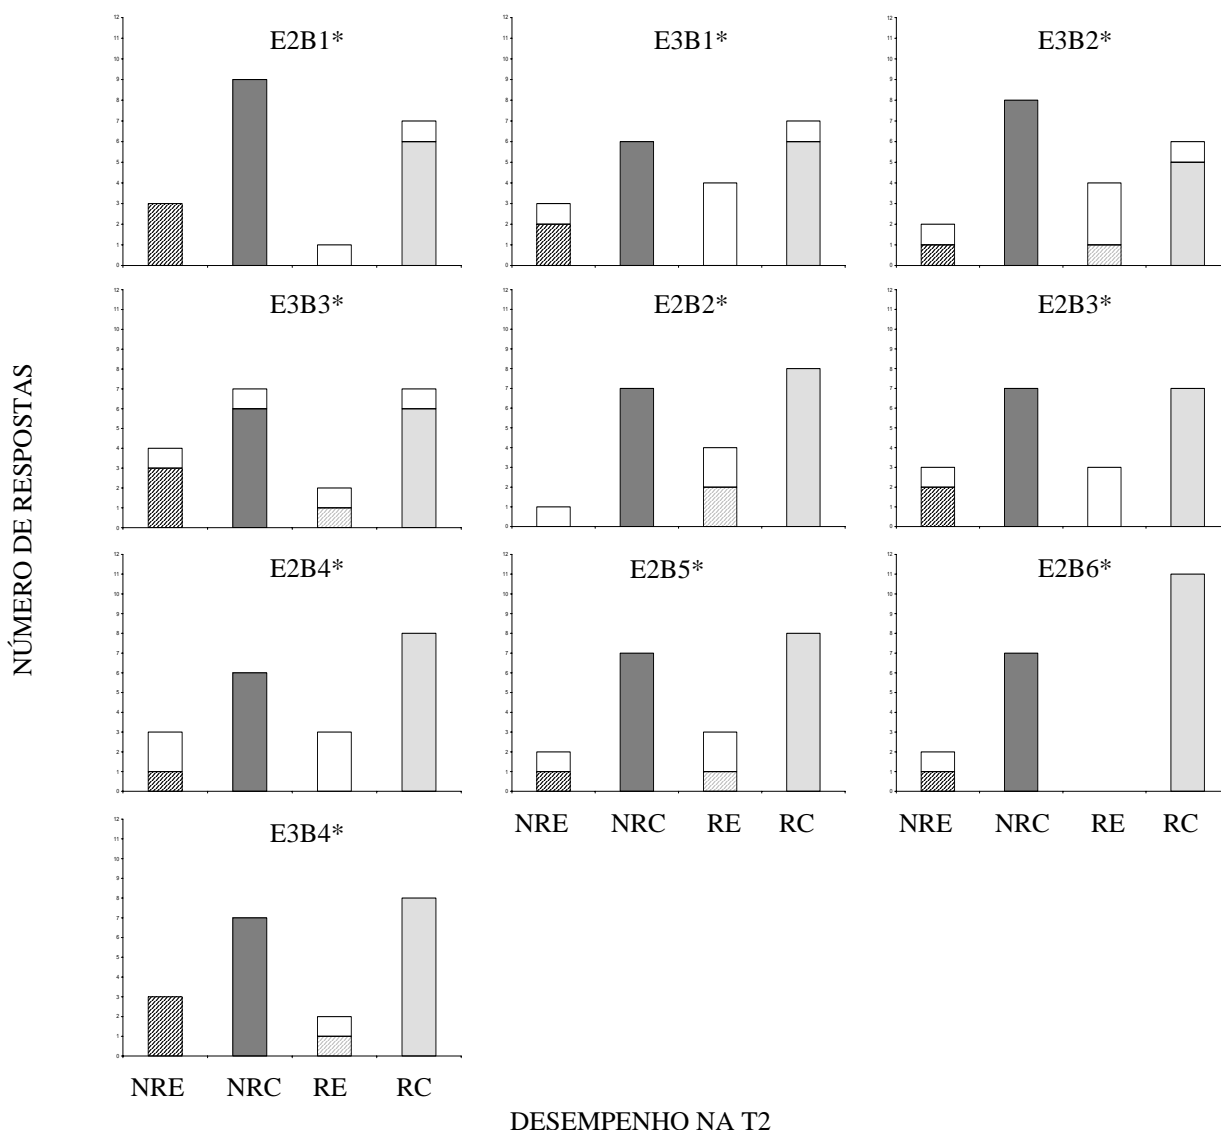 E2B1*
E3B1*
E3B2*
E3B3*
E2B2*
E2B3*
E2B4*
E2B5*
E2B6*
E3B4*
NÚMERO DE RESPOSTAS
NRE NRC RE RC
NRE NRC RE RC
NRE NRC RE RC
DESEMPENHO NA T2